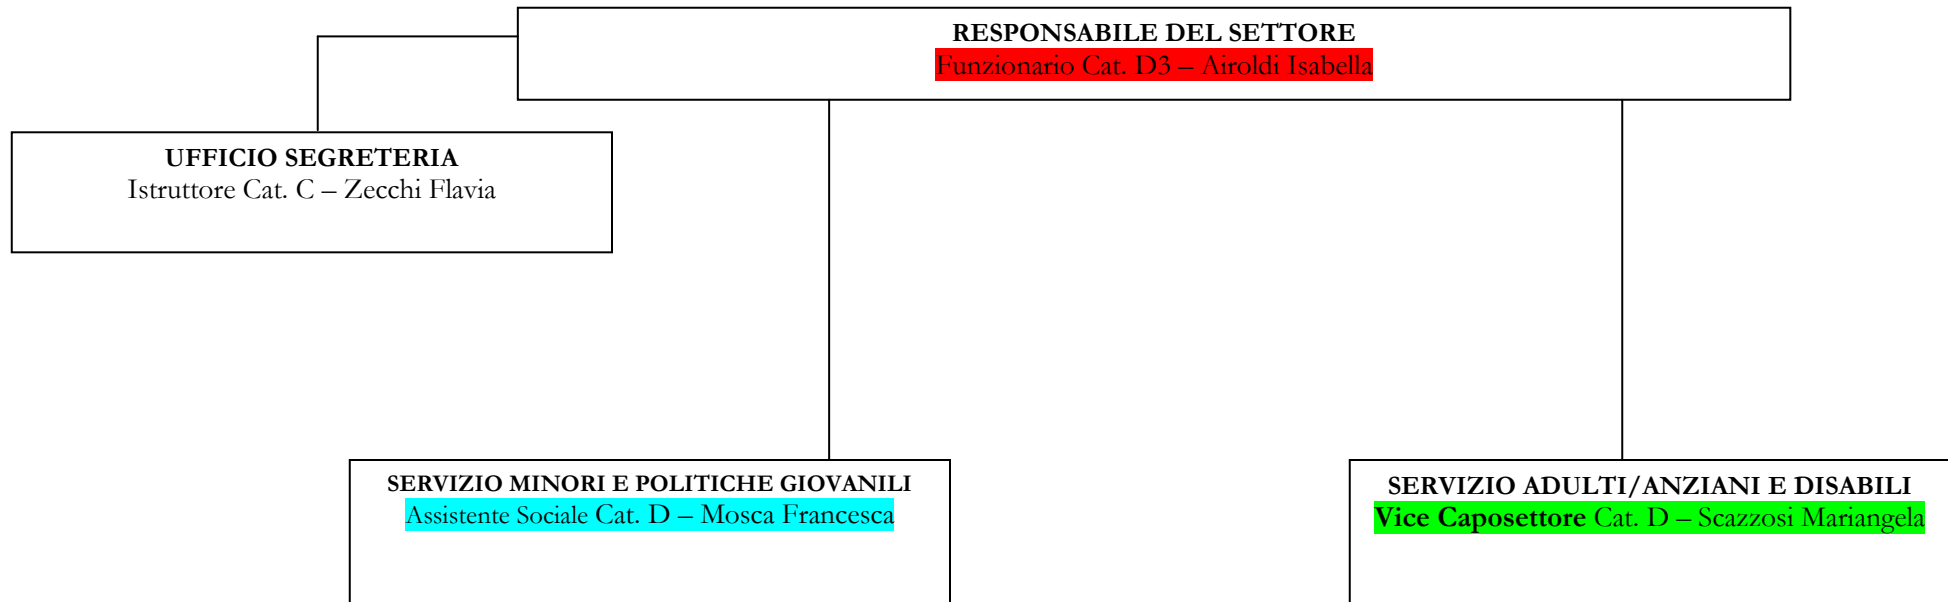 RESPONSABILE DEL SETTORE
Funzionario Cat. D3 – Airoldi Isabella
UFFICIO SEGRETERIA
Istruttore Cat. C – Zecchi Flavia
SERVIZIO MINORI E POLITICHE GIOVANILI
Assistente Sociale Cat. D – Mosca Francesca
SERVIZIO ADULTI/ANZIANI E DISABILI
Vice Caposettore Cat. D – Scazzosi Mariangela